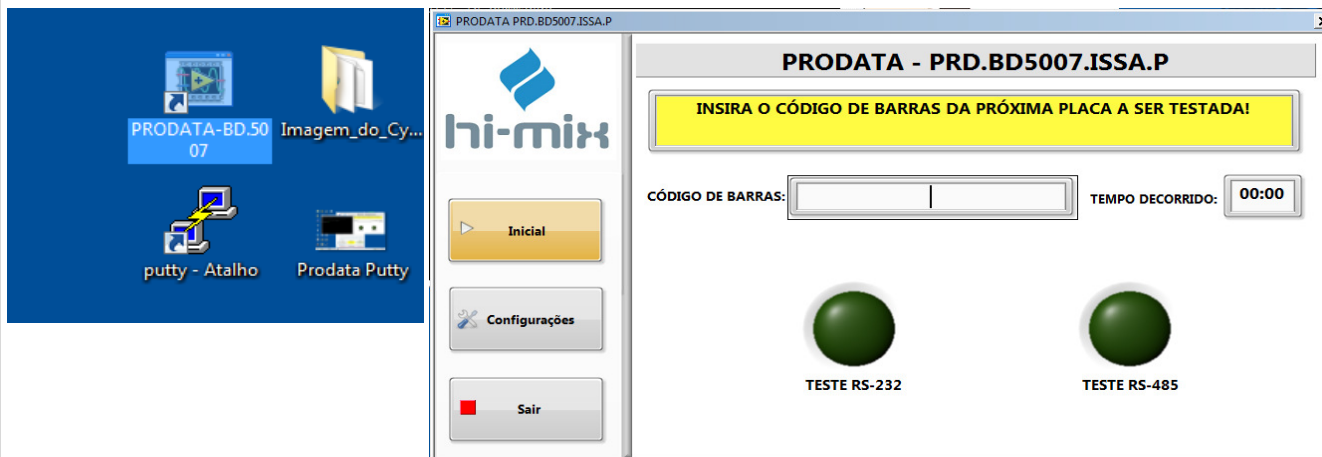 PRODATA-BD.50
07
Imagem_do_Cy...
putty - Atalho
Prodata Putty
PRODATA PRD.BD5007.ISSA.P
hi-mix
Inicial
Configurações
Sair
PRODATA - PRD.BD5007.ISSA.P
INSIRA O CÓDIGO DE BARRAS DA PRÓXIMA PLACA A SER TESTADA!
CÓDIGO DE BARRAS:
TEMPO DECORRIDO: 00:00
TESTE RS-232
TESTE RS-485